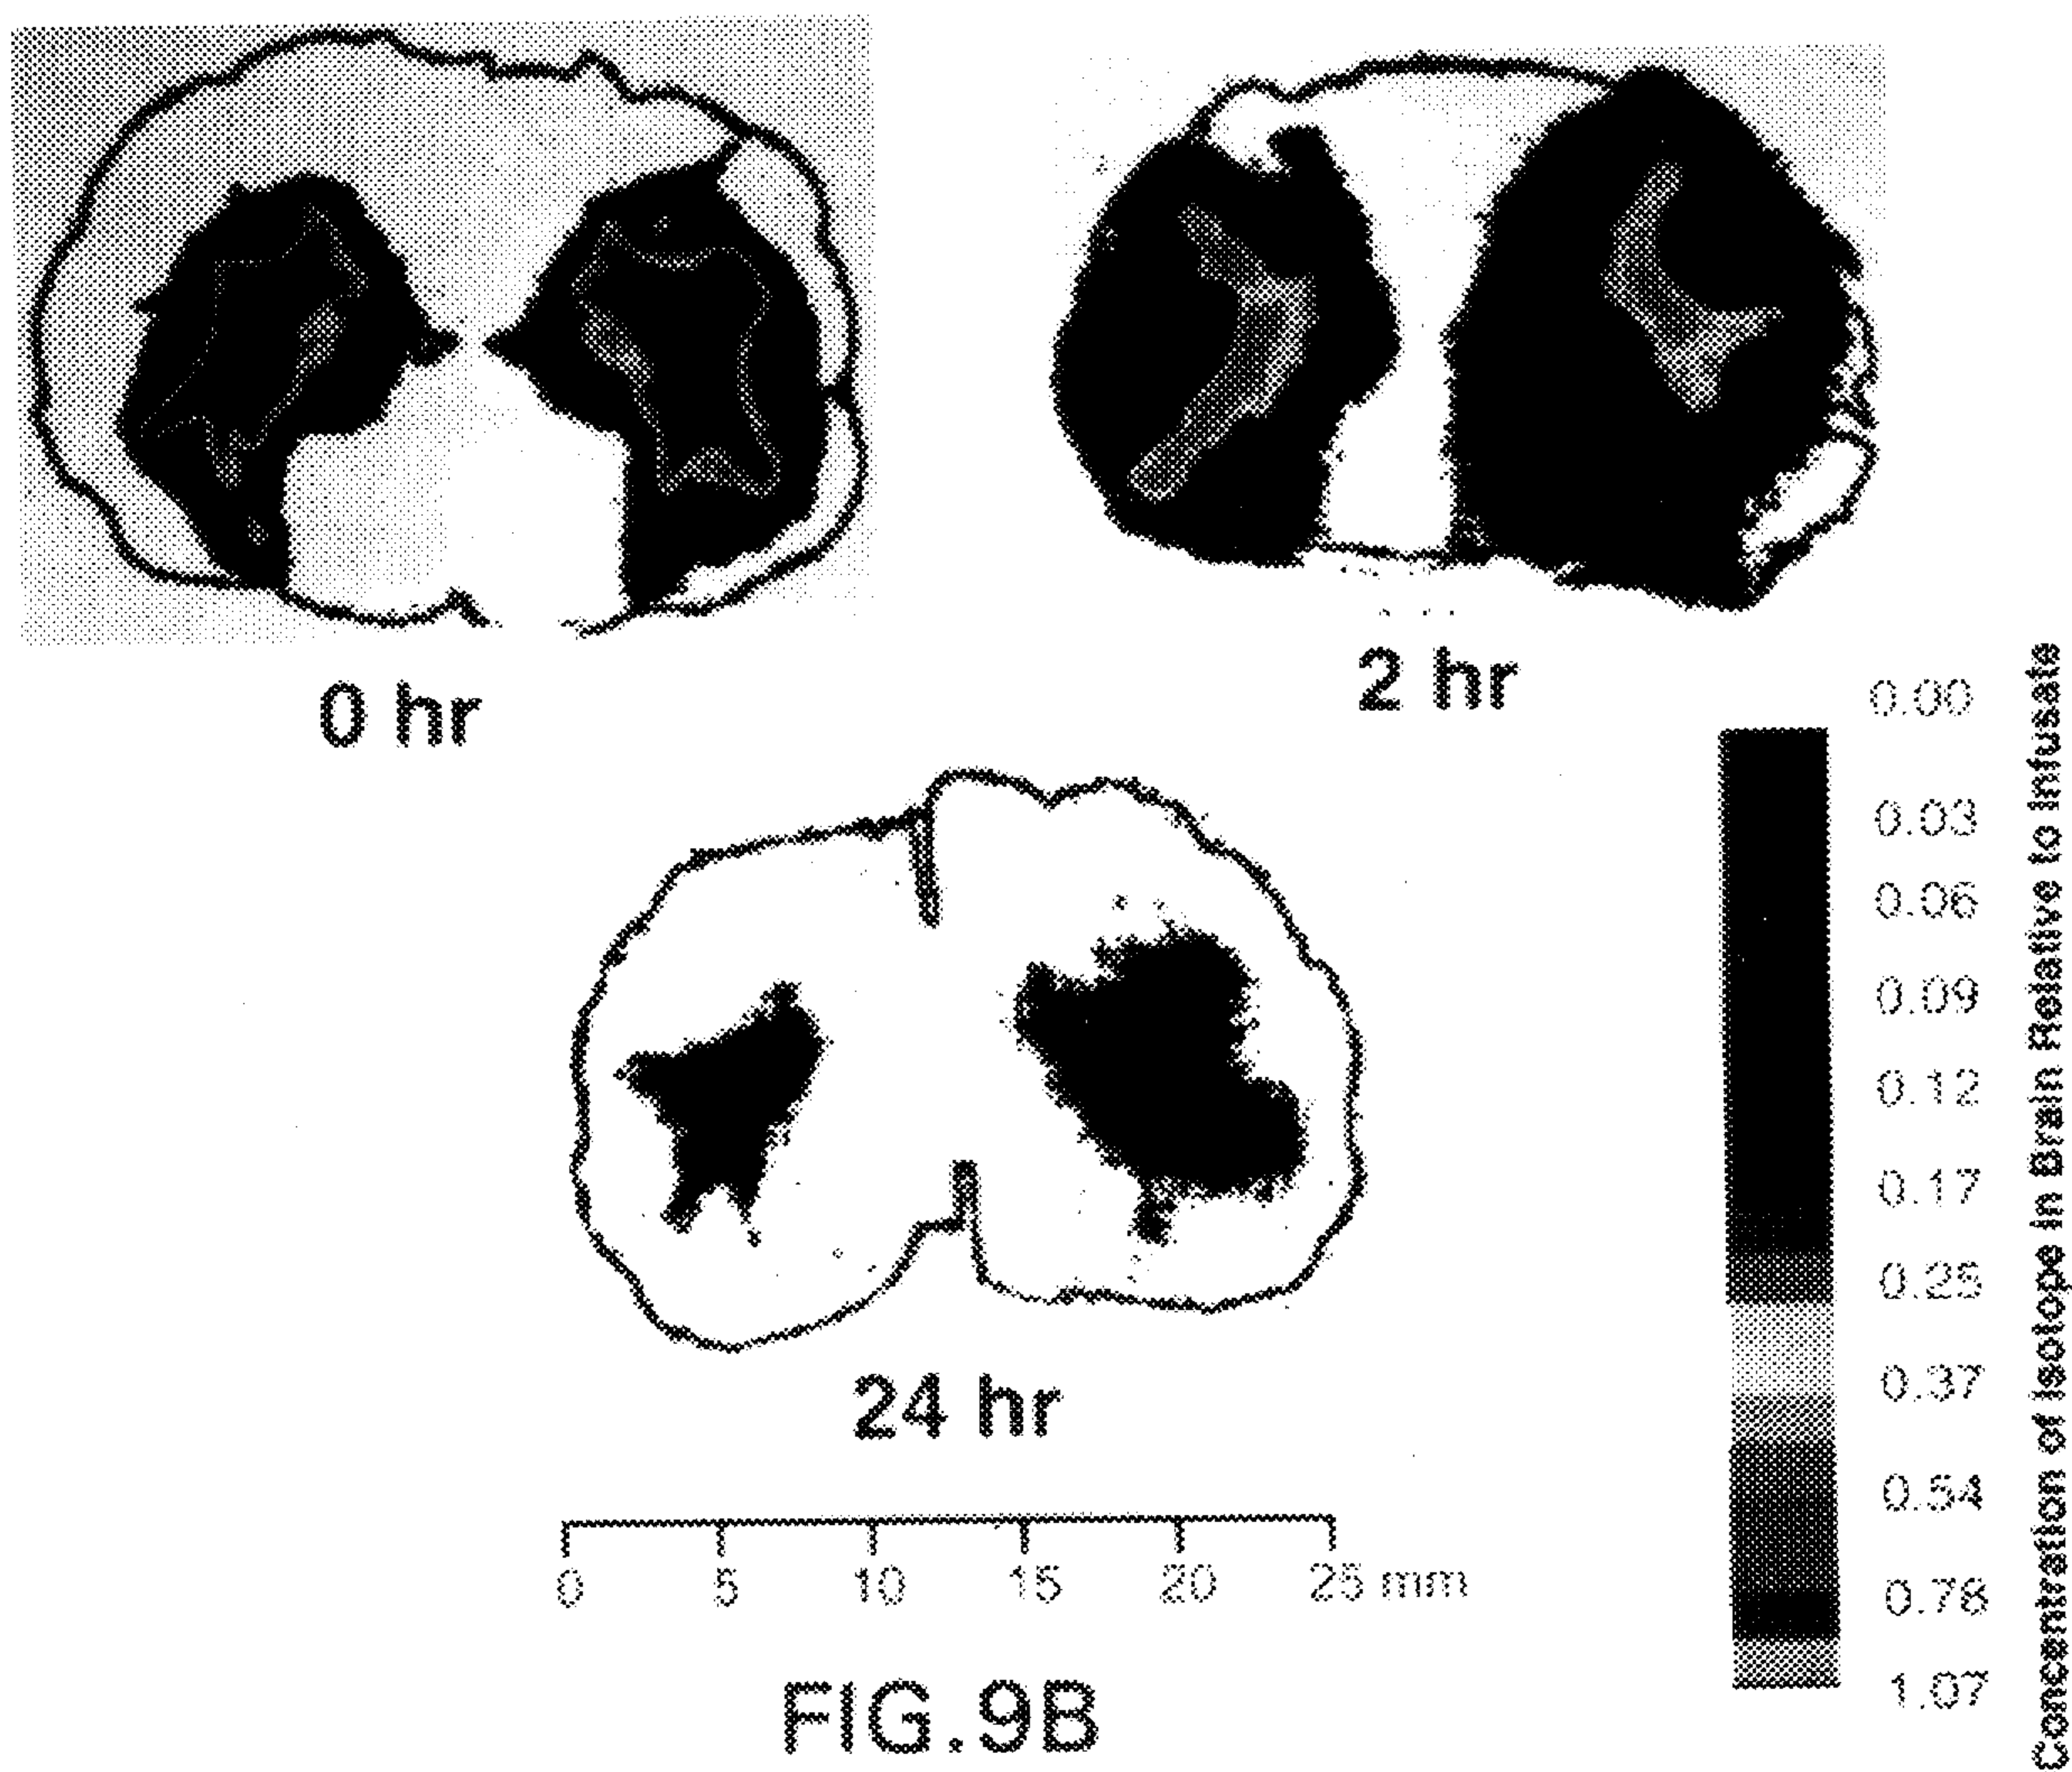 0 hr
2 hr
24 hr
0.00
0.03
0.06
0.09
0.12
0.17
0.25
0.37
0.54
0.78
1.07
Concentration of Isotope in Brain Relative to Infusate
0 5 10 15 20 25 mm
FIG.9B